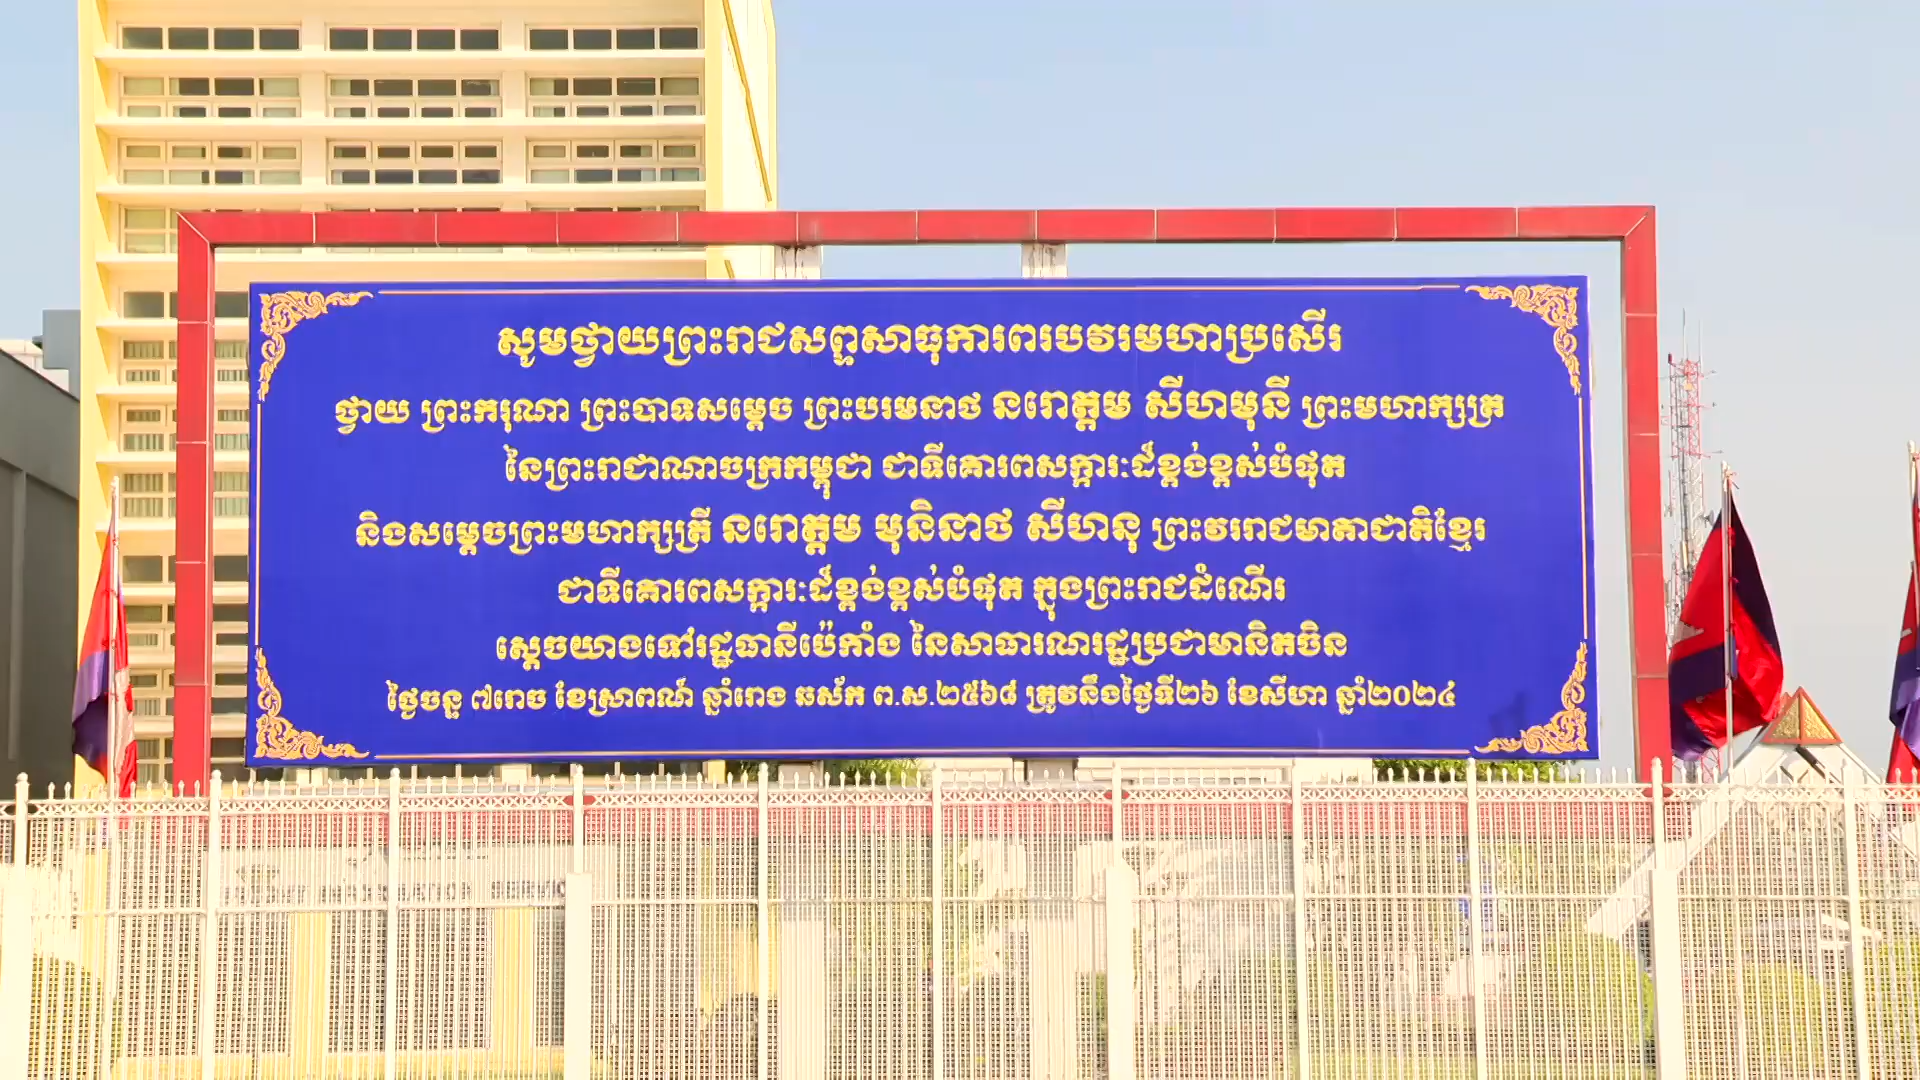 សូមថ្វាយព្រះរាជសព្ទសាធុការពរបវរមហាប្រសើរ
ថ្វាយ ព្រះករុណា ព្រះបាទសម្តេច ព្រះបរមនាថ នរោត្តម សីហមុនី ព្រះមហាក្សត្រ
នៃព្រះរាជាណាចក្រកម្ពុជា ជាទីគោរពសក្ការៈដ៏ខ្ពង់ខ្ពស់បំផុត
និងសម្តេចព្រះមហាក្សត្រី នរោត្តម មុនិនាថ សីហនុ ព្រះវររាជមាតាជាតិខ្មែរ
ជាទីគោរពសក្ការៈដ៏ខ្ពង់ខ្ពស់បំផុត ក្នុងព្រះរាជដំណើរ
ស្តេចយាងទៅរដ្ឋធានីប៉េកាំង នៃសាធារណរដ្ឋប្រជាមានិតចិន
ថ្ងៃចន្ទ ៧រោច ខែស្រាពណ៍ ឆ្នាំរោង ឆស័ក ព.ស.២៥៦៨ ត្រូវនឹងថ្ងៃទី២៦ ខែសីហា ឆ្នាំ២០២៤